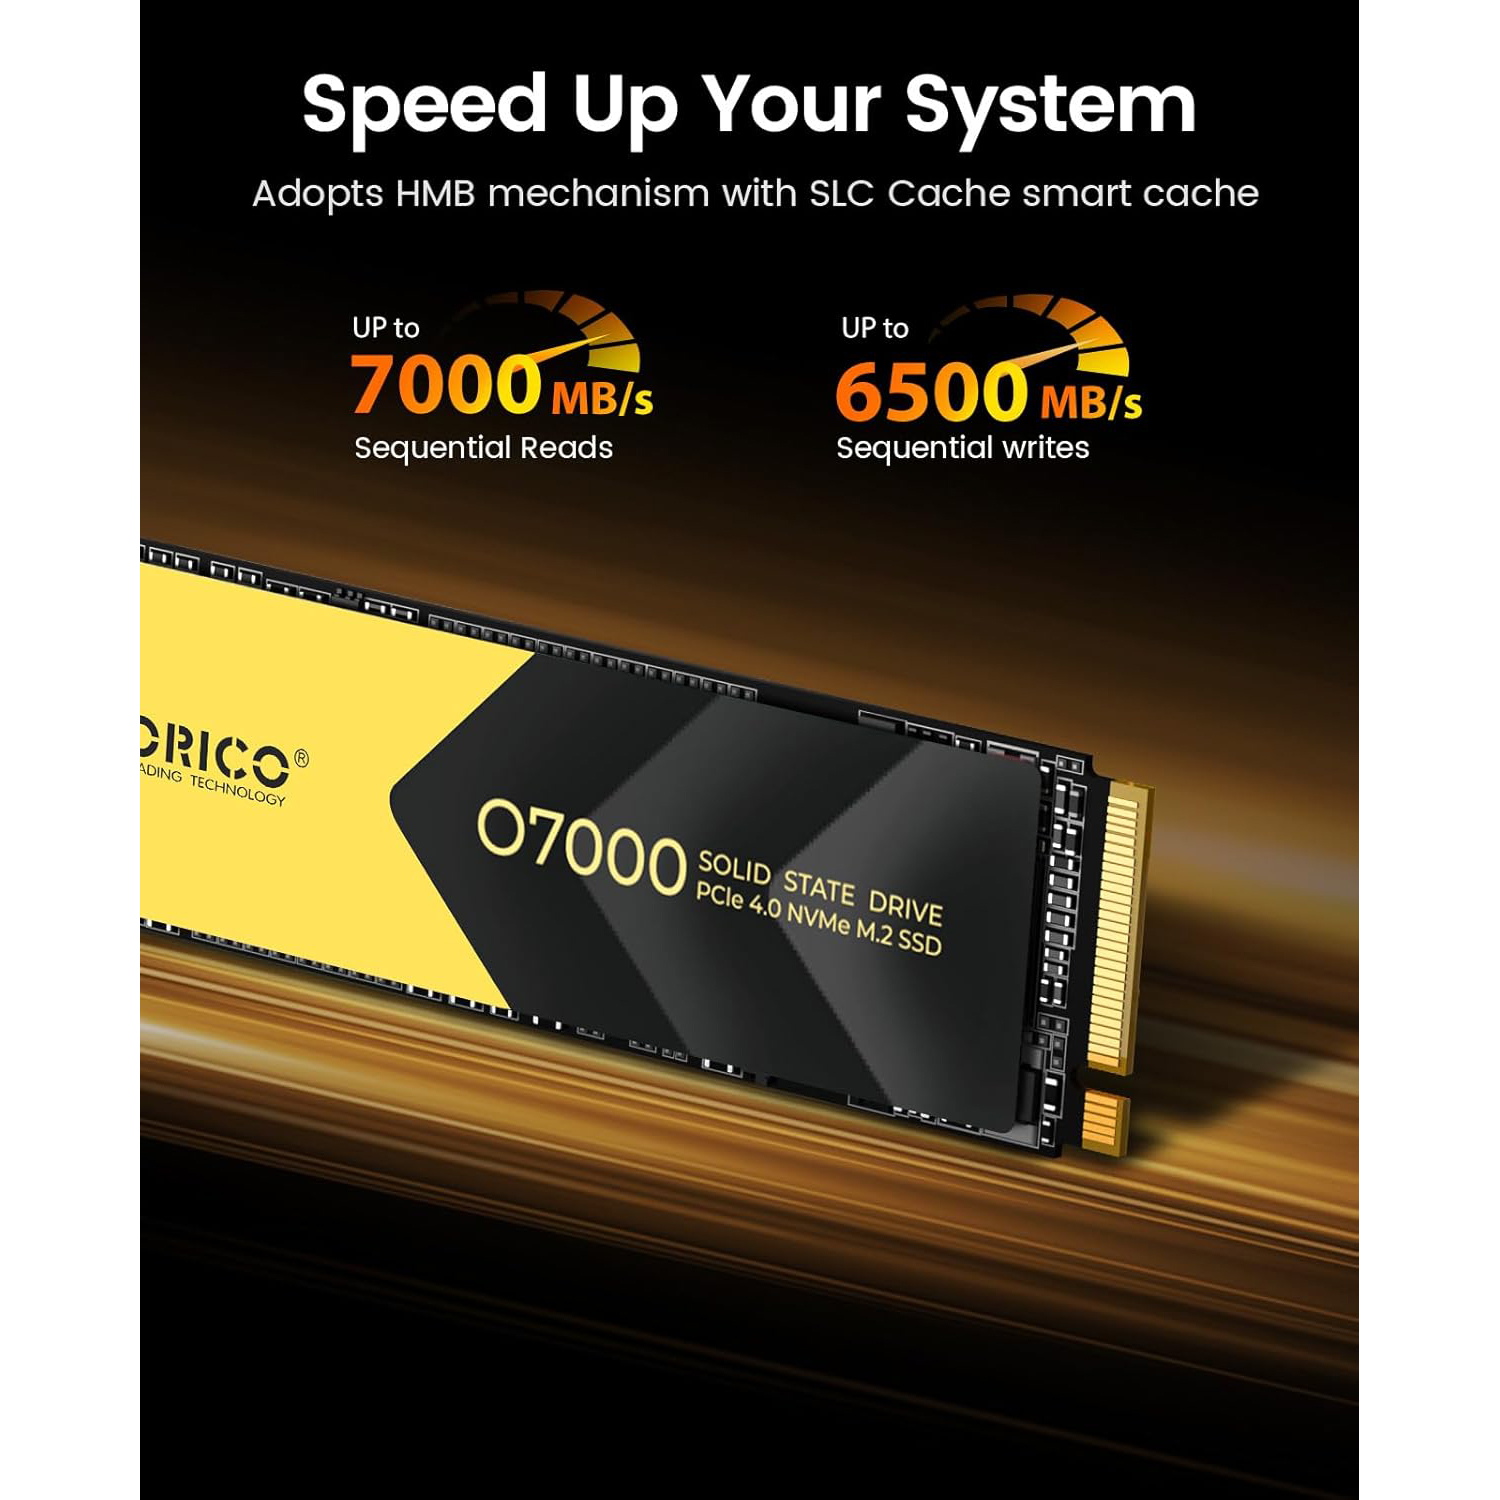 Speed Up Your System
Adopts HMB mechanism with SLC Cache smart cache
UP to
7000 MB/s
Sequential Reads
UP to
6500 MB/s
Sequential writes
ORICO®
ADING TECHNOLOGY
O7000
SOLID STATE DRIVE
PCIe 4.0 NVMe M.2 SSD